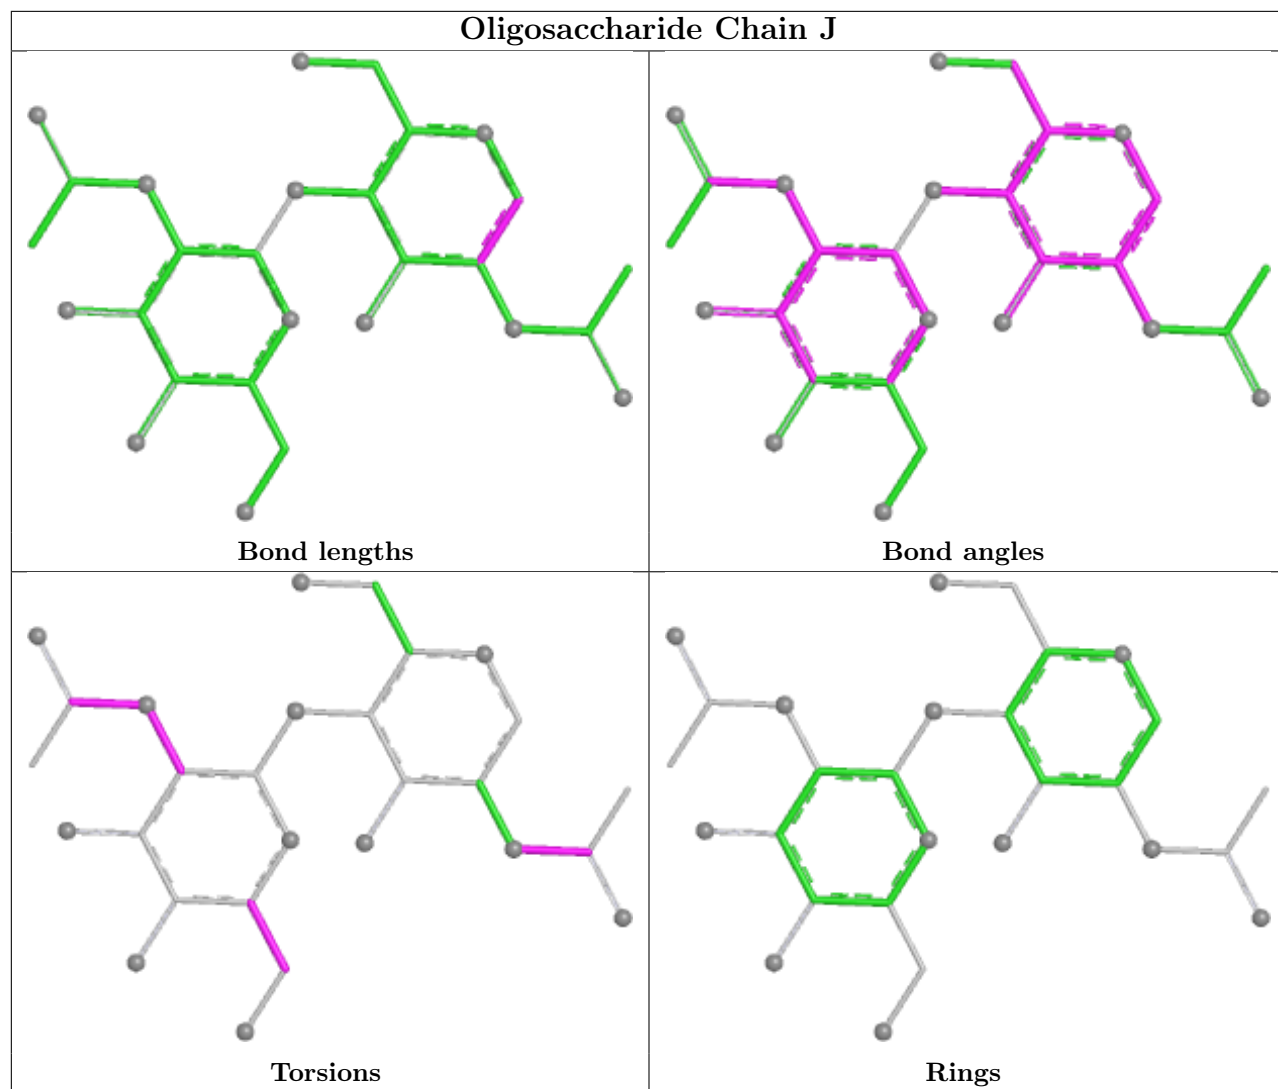 Oligosaccharide Chain J
Bond lengths
Bond angles
Torsions
Rings